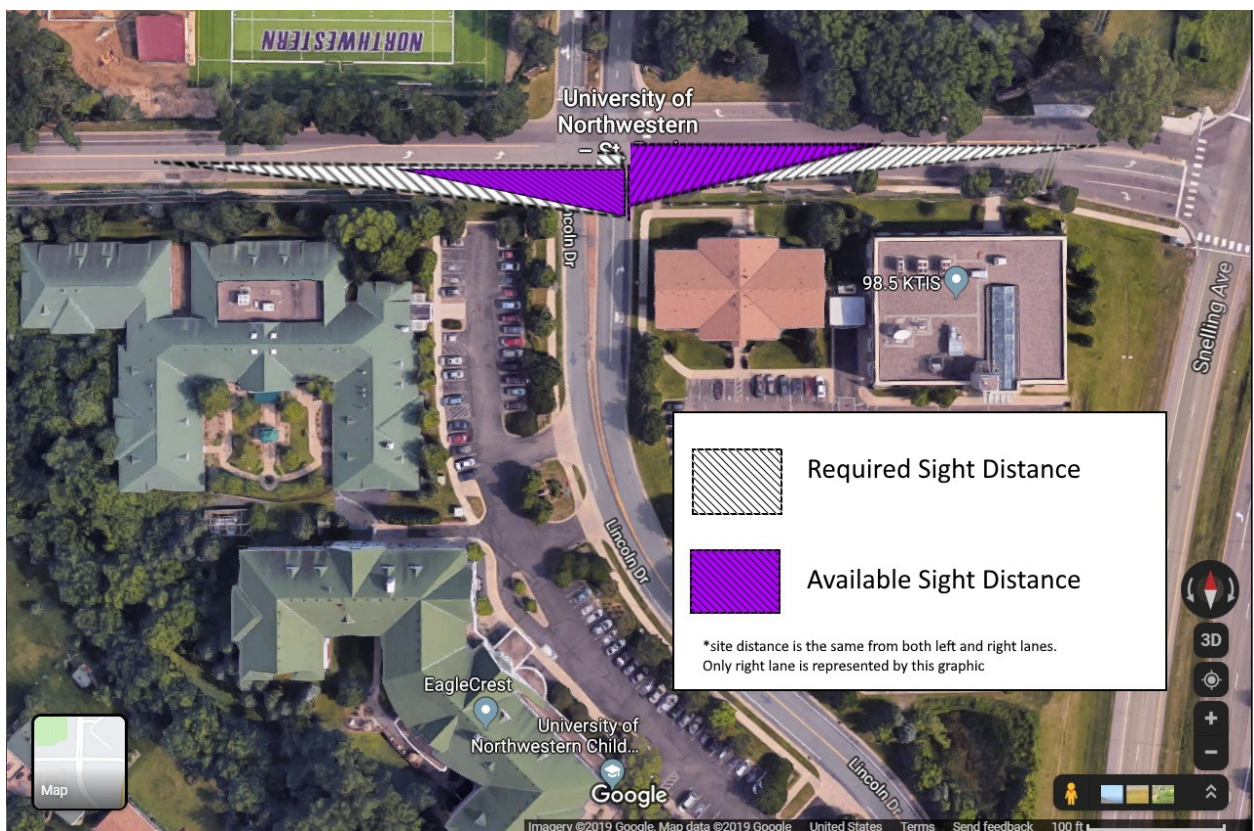 NORTHWESTERN
University of
Northwestern
– St.
Lincoln Dr
98.5 KTIS
Snelling Ave
Required Sight Distance
Available Sight Distance
*site distance is the same from both left and right lanes.
Only right lane is represented by this graphic
Lincoln Dr
EagleCrest
University of
Northwestern Child...
Lincoln Dr
3D
+
−
Map
Google
Imagery ©2019 Google, Map data ©2019 Google United States Terms Send feedback 100 ft